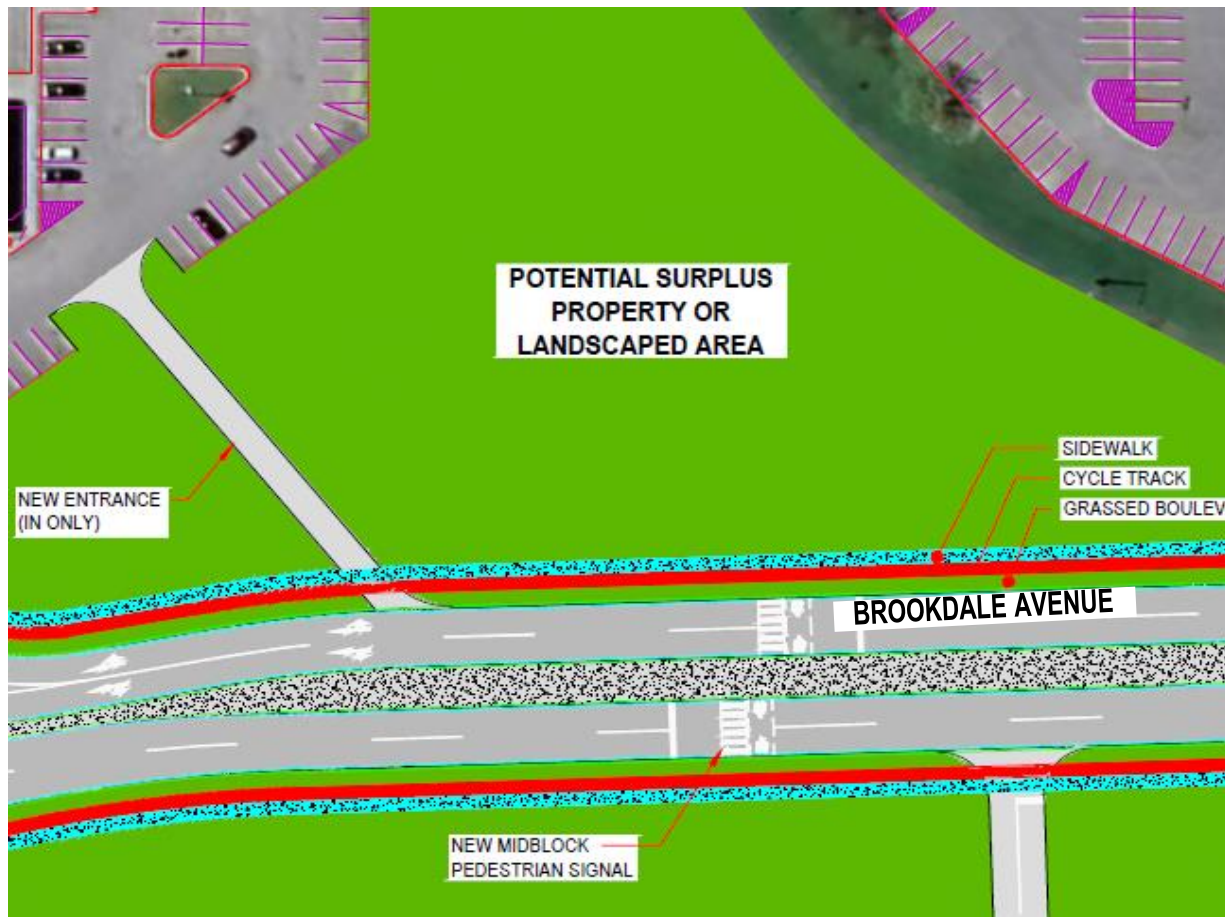 POTENTIAL SURPLUS
PROPERTY OR
LANDSCAPED AREA
SIDEWALK
CYCLE TRACK
GRASSED BOULEV
NEW ENTRANCE
(IN ONLY)
BROOKDALE AVENUE
NEW MIDBLOCK
PEDESTRIAN SIGNAL